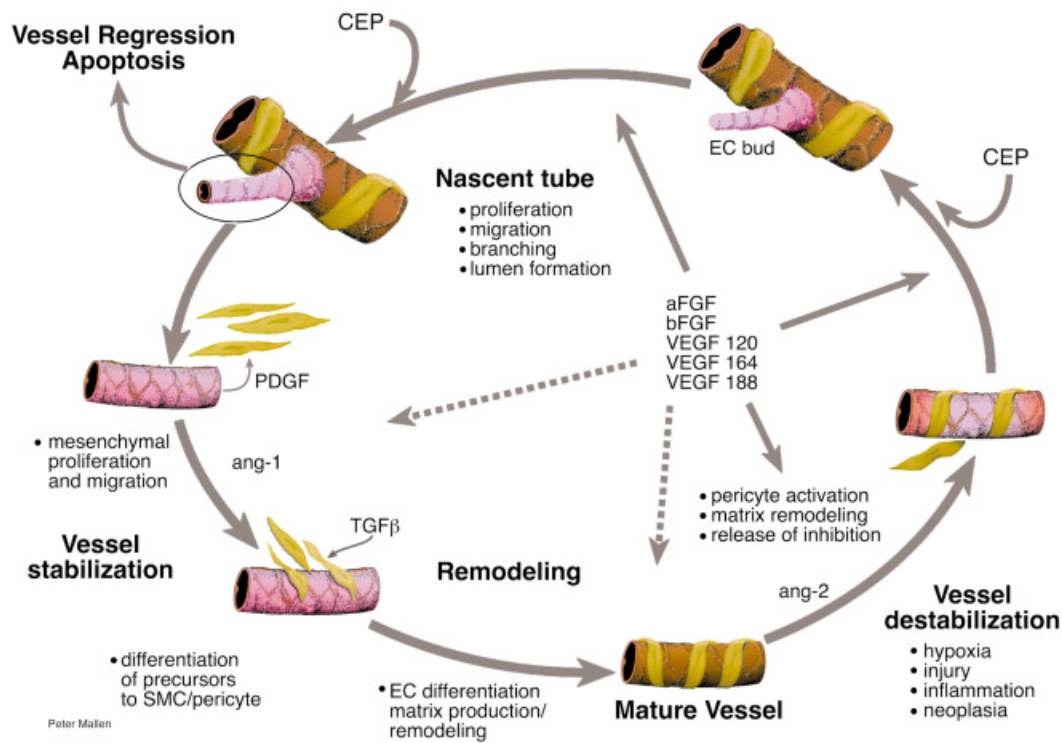 Vessel Regression
Apoptosis
CEP
EC bud
CEP
Nascent tube
• proliferation
• migration
• branching
• lumen formation
aFGF
bFGF
VEGF 120
VEGF 164
VEGF 188
PDGF
• mesenchymal
proliferation
and migration
ang-1
• pericyte activation
• matrix remodeling
• release of inhibition
TGFβ
Vessel
stabilization
Remodeling
ang-2
Vessel
destabilization
• hypoxia
• injury
• inflammation
• neoplasia
• differentiation
of precursors
to SMC/pericyte
• EC differentiation
matrix production/
remodeling
Mature Vessel
Peter Mallen